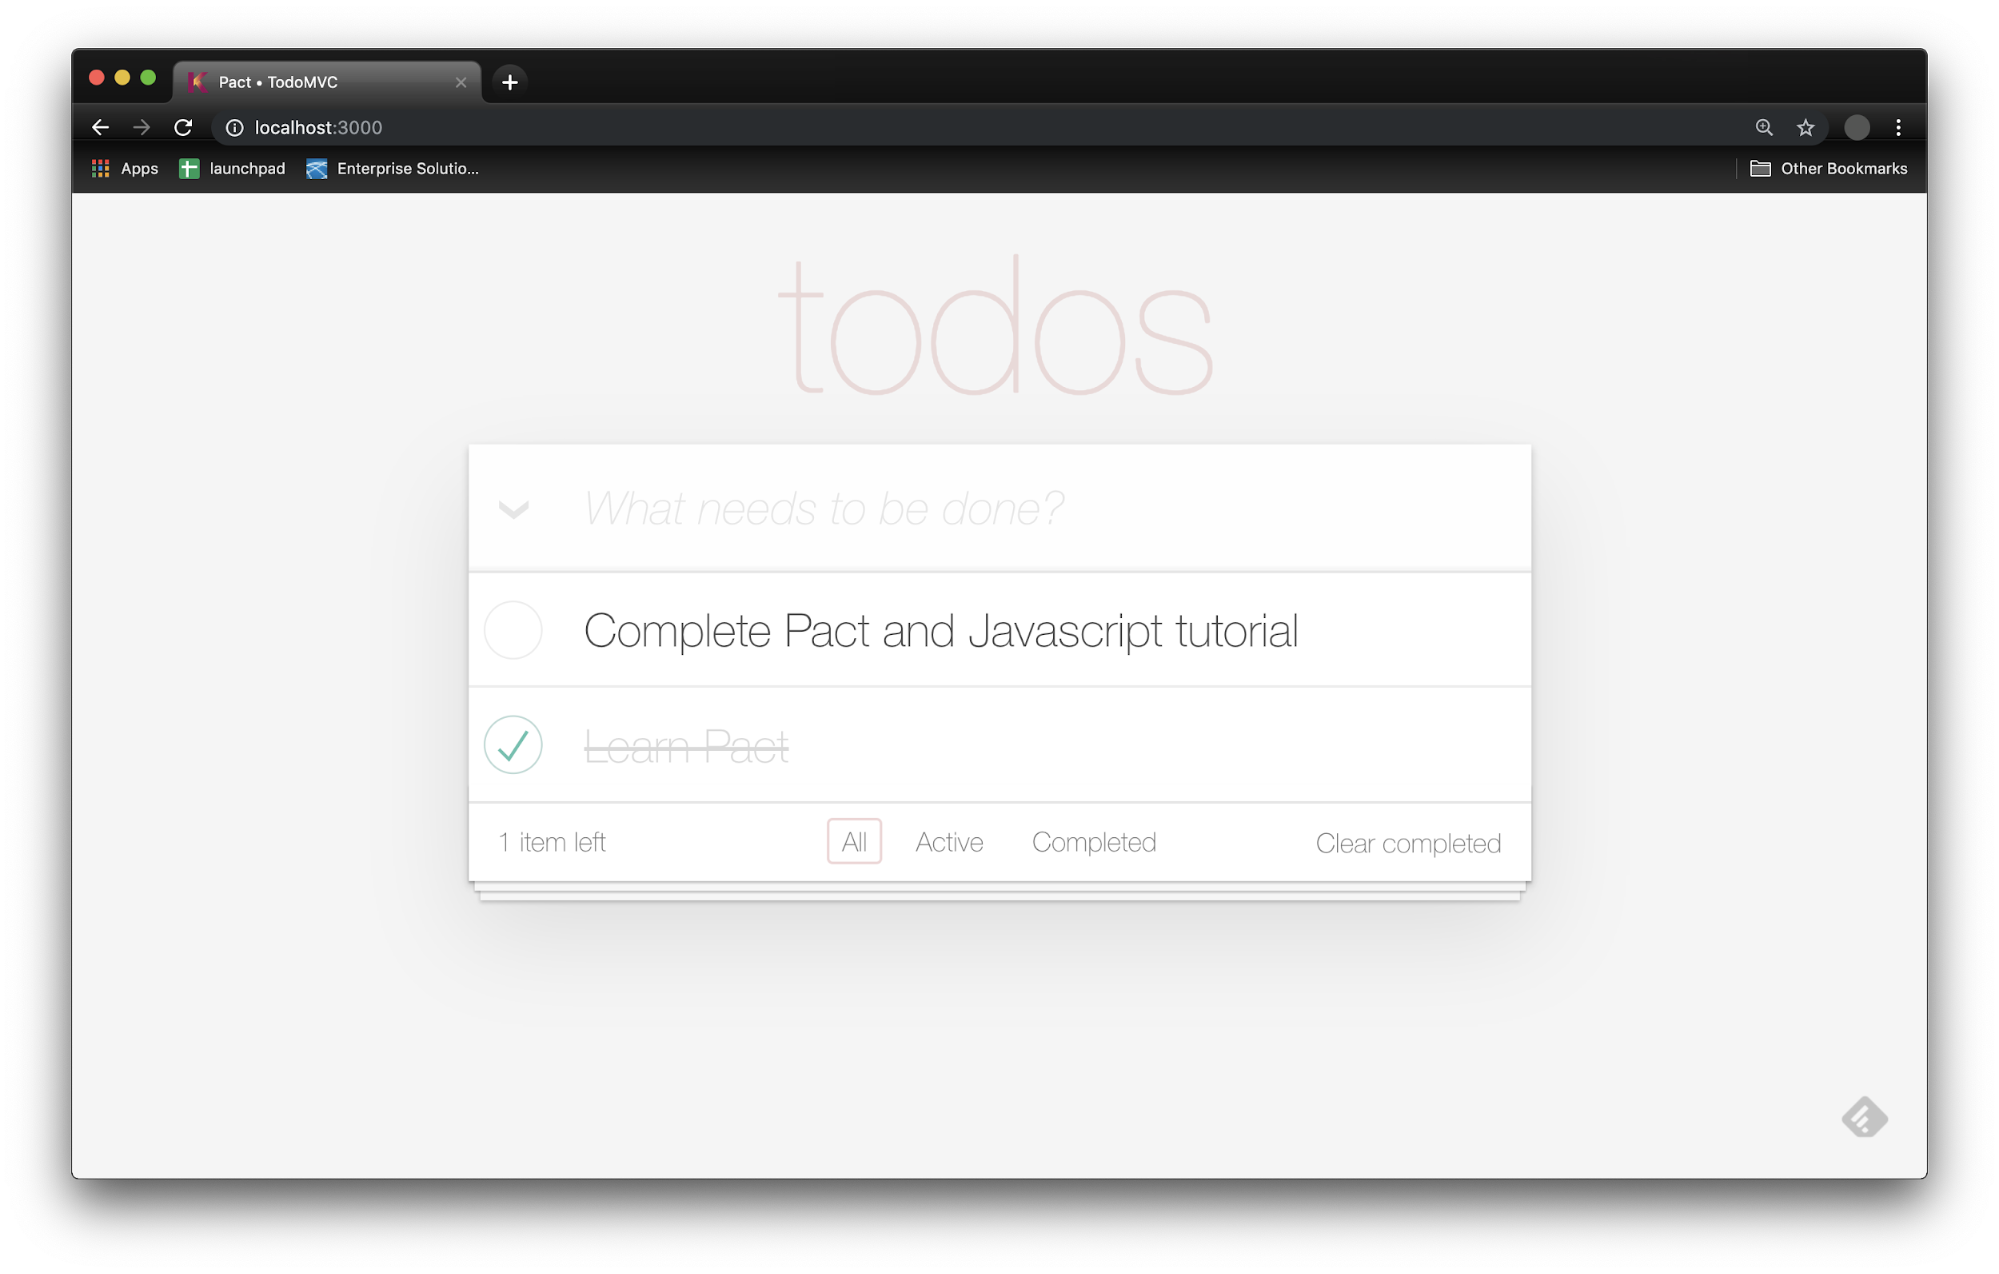 Pact • TodoMVC
localhost:3000
Apps launchpad Enterprise Solutio... Other Bookmarks
todos
What needs to be done?
Complete Pact and Javascript tutorial
Learn Pact
1 item left All Active Completed Clear completed